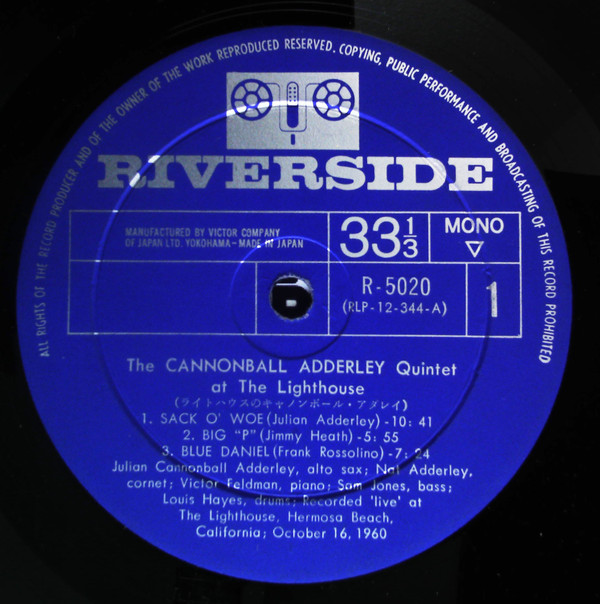 ALL RIGHTS OF THE RECORD PRODUCER AND OF THE OWNER OF THE WORK REPRODUCED RESERVED. COPYING, PUBLIC PERFORMANCE AND BROADCASTING OF THIS RECORD PROHIBITED
RIVERSIDE
MANUFACTURED BY VICTOR COMPANY
OF JAPAN LTD. YOKOHAMA-MADE IN JAPAN
33 1/3
MONO
R-5020
(RLP-12-344-A)
1
The CANNONBALL ADDERLEY Quintet
at The Lighthouse
(ライトハウスのキャノンボール・アダレイ)
1. SACK O' WOE (Julian Adderley) -10: 41
2. BIG "P" (Jimmy Heath) -5: 55
3. BLUE DANIEL (Frank Rossolino) -7: 24
Julian Cannonball Adderley, alto sax; Nat Adderley,
cornet; Victor Feldman, piano; Sam Jones, bass;
Louis Hayes, drums; Recorded 'live' at
The Lighthouse, Hermosa Beach,
California; October 16, 1960